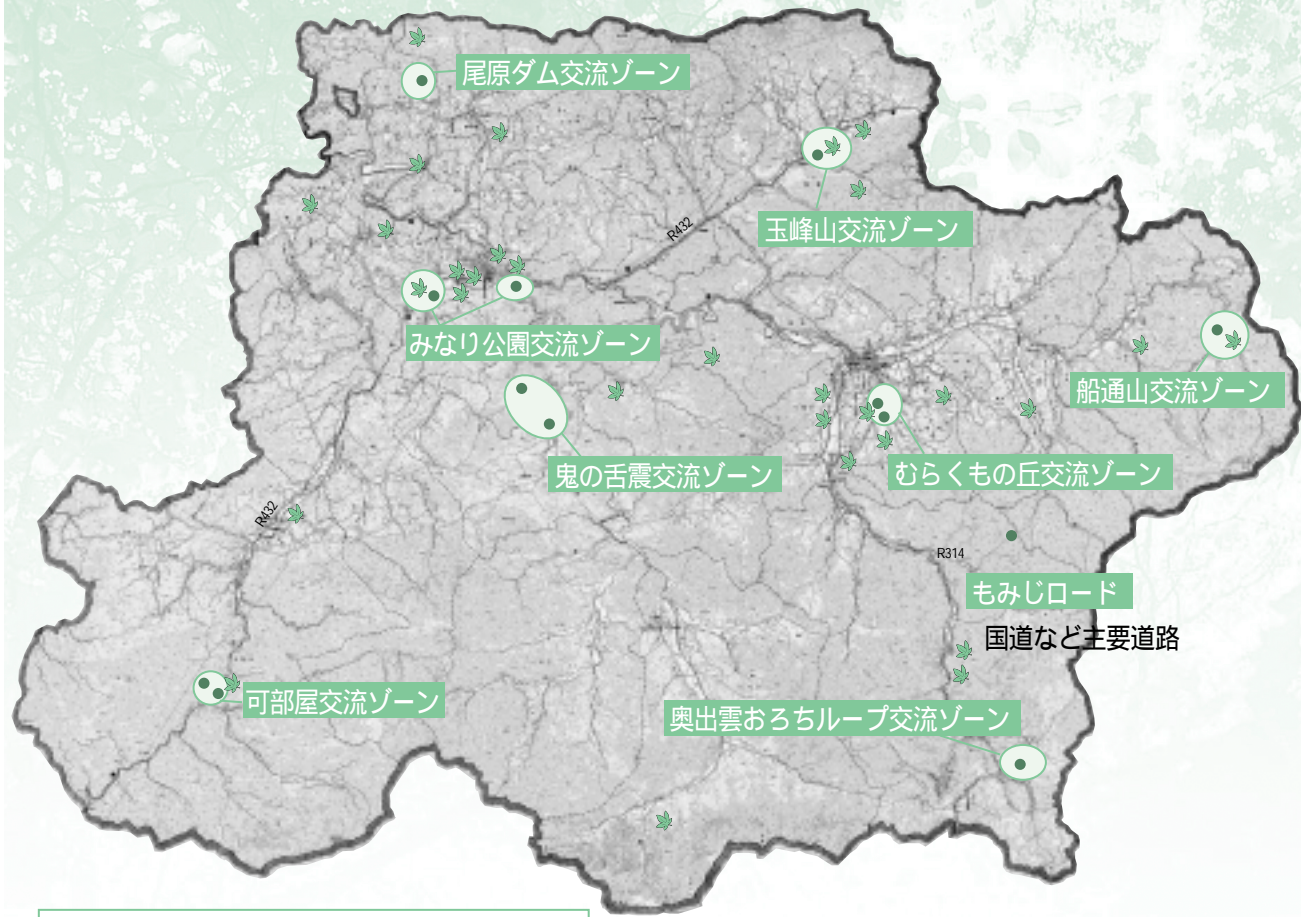 尾原ダム交流ゾーン
R432
玉峰山交流ゾーン
みなり公園交流ゾーン
船通山交流ゾーン
鬼の舌震交流ゾーン
むらくもの丘交流ゾーン
R432
R314
もみじロード
国道など主要道路
可部屋交流ゾーン
奥出雲おろちループ交流ゾーン